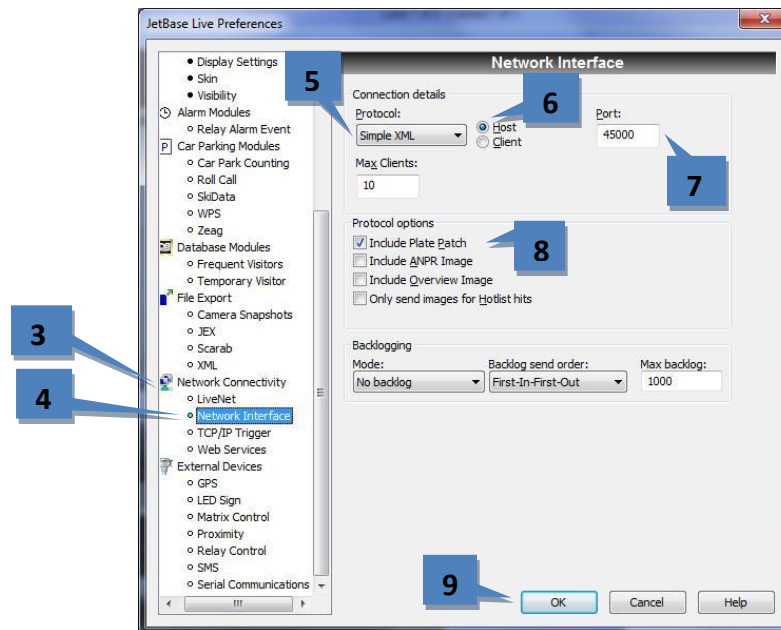 JetBase Live Preferences
Display Settings
Skin
Visibility
Alarm Modules
Relay Alarm Event
P Car Parking Modules
Car Park Counting
Roll Call
SkiData
WPS
Zeag
Database Modules
Frequent Visitors
Temporary Visitor
File Export
Camera Snapshots
JEX
Scarab
XML
3
Network Connectivity
LiveNet
4
Network Interface
TCP/IP Trigger
Web Services
External Devices
GPS
LED Sign
Matrix Control
Proximity
Relay Control
SMS
Serial Communications
Network Interface
5
Connection details
6
Protocol:
Port:
Simple XML
Host
Client
45000
Max Clients:
10
7
Protocol options
Include Plate Patch
8
Include ANPR Image
Include Overview Image
Only send images for Hotlist hits
Backlogging
Mode: Backlog send order: Max backlog:
No backlog First-In-First-Out 1000
9
OK Cancel Help